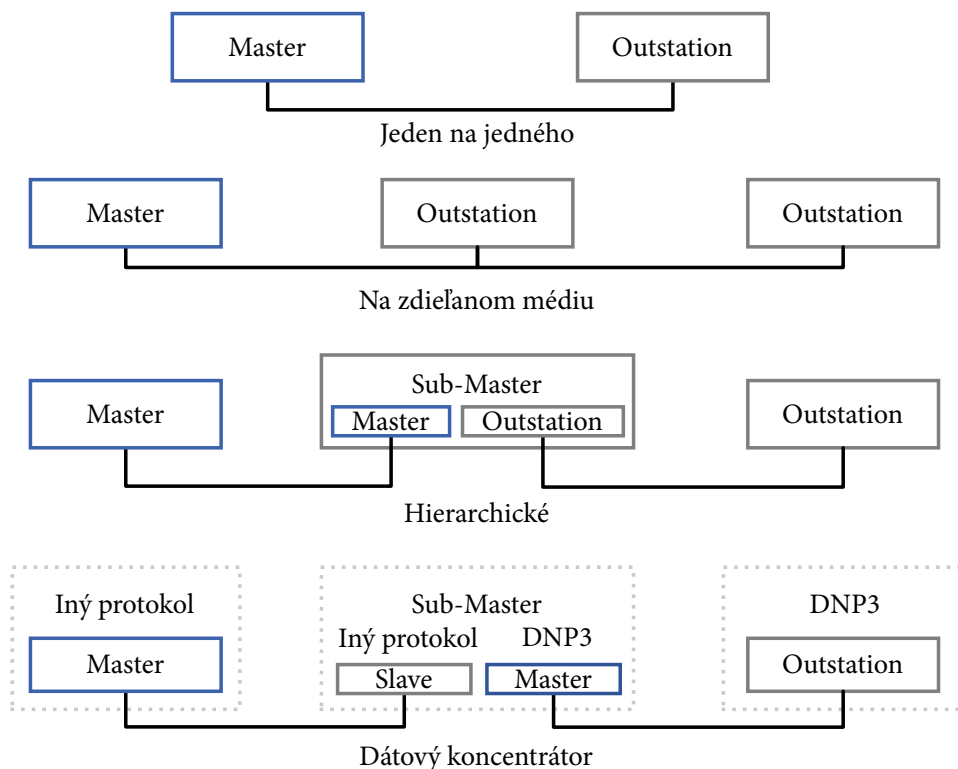 Master Outstation
Jeden na jedného
Master Outstation Outstation
Na zdieľanom médiu
Sub-Master
Master Master Outstation Outstation
Hierarchické
Iný protokol Sub-Master DNP3
Iný protokol DNP3
Master Slave Master Outstation
Dátový koncentrátor